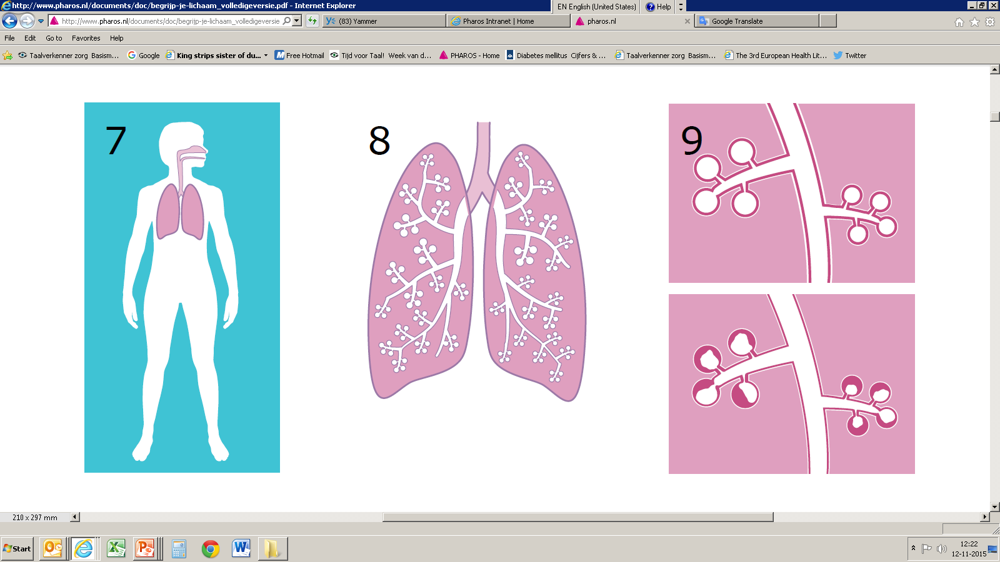 http://www.pharos.nl/documents/doc/begrijp-je-lichaam_volledigeversie.pdf - Internet Explorer
EN English (United States)
Help
http://www.pharos.nl/documents/doc/begrijp-je-lichaam_volledigeversie
(83) Yammer
Pharos Intranet | Home
pharos.nl
Google Translate
File Edit Go to Favorites Help
Taalverkenner zorg Basism...
Google
King strips sister of du...
Free Hotmail
Tijd voor Taal! Week van d...
PHAROS - Home
Diabetes mellitus Cijfers & ...
Taalverkenner zorg Basism...
The 3rd European Health Lit...
Twitter
7
8
9
210 x 297 mm
Start
12:22
12-11-2015